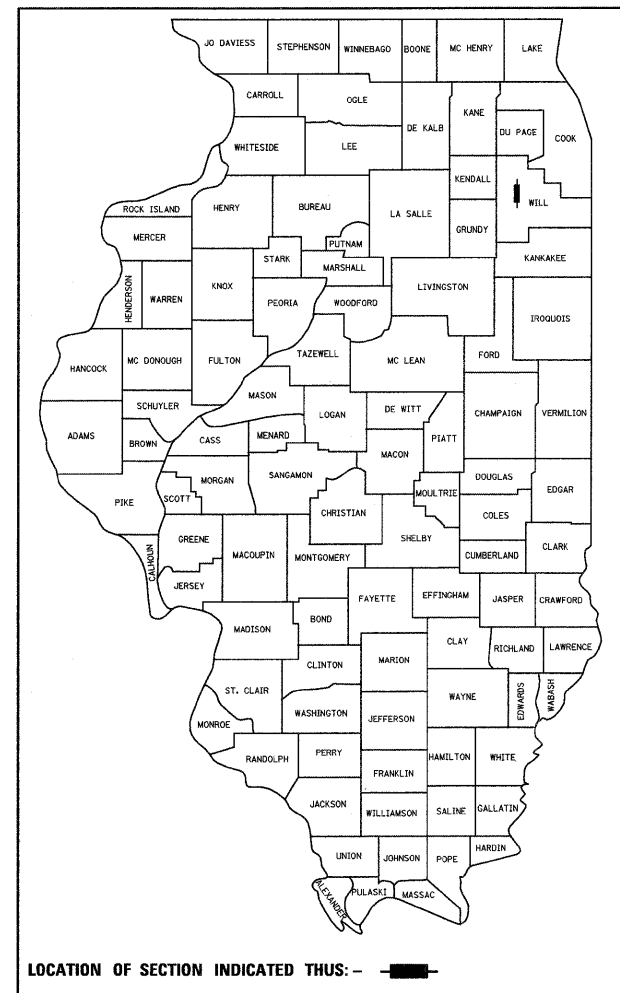 JO DAVIESS
STEPHENSON
WINNEBAGO
BOONE
MC HENRY
LAKE
CARROLL
OGLE
DE KALB
KANE
DU PAGE
COOK
WHITESIDE
LEE
KENDALL
WILL
ROCK ISLAND
HENRY
BUREAU
LA SALLE
GRUNDY
MERCER
PUTNAM
STARK
MARSHALL
KANKAKEE
HENDERSON
WARREN
KNOX
PEORIA
WOODFORD
LIVINGSTON
IROQUOIS
HANCOCK
MC DONOUGH
FULTON
TAZEWELL
MC LEAN
FORD
SCHUYLER
MASON
LOGAN
DE WITT
CHAMPAIGN
VERMILION
ADAMS
BROWN
CASS
MENARD
MACON
PIATT
PIKE
SCOTT
MORGAN
SANGAMON
CHRISTIAN
MOULTRIE
DOUGLAS
EDGAR
COLES
CALHOUN
GREENE
MACOUPIN
MONTGOMERY
SHELBY
CUMBERLAND
CLARK
JERSEY
FAYETTE
EFFINGHAM
JASPER
CRAWFORD
MADISON
BOND
CLAY
RICHLAND
LAWRENCE
CLINTON
MARION
ST. CLAIR
WASHINGTON
WAYNE
EDWARDS
WABASH
MONROE
JEFFERSON
RANDOLPH
PERRY
HAMILTON
WHITE
FRANKLIN
JACKSON
WILLIAMSON
SALINE
GALLATIN
UNION
JOHNSON
POPE
HARDIN
ALEXANDER
PULASKI
MASSAC
LOCATION OF SECTION INDICATED THUS: -